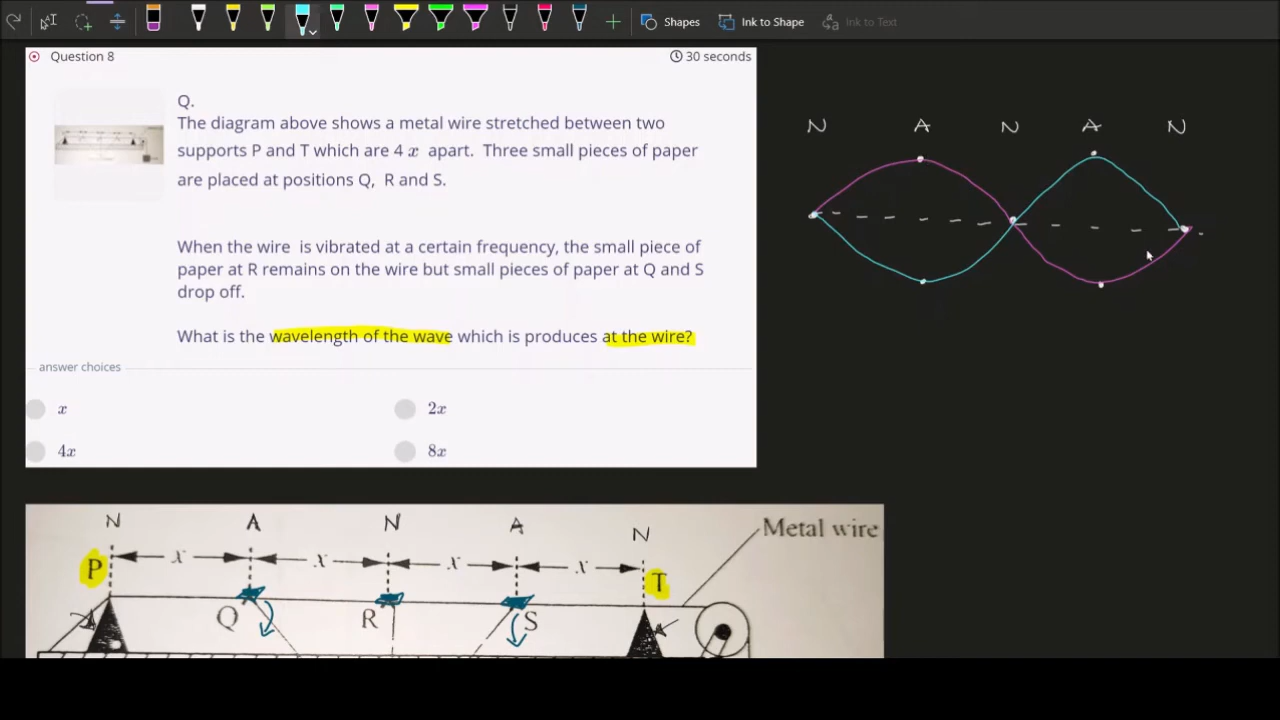 Shapes
Ink to Shape
Ink to Text
Question 8
30 seconds
Q.
The diagram above shows a metal wire stretched between two
supports P and T which are 4 x apart. Three small pieces of paper
are placed at positions Q, R and S.
When the wire is vibrated at a certain frequency, the small piece of
paper at R remains on the wire but small pieces of paper at Q and S
drop off.
What is the wavelength of the wave which is produces at the wire?
answer choices
x
2x
4x
8x
N A N A N
N A N A N
Metal wire
P x x x x T
Q R S